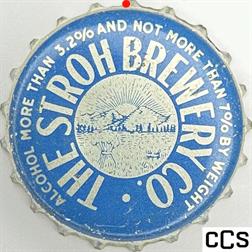 ALCOHOL MORE THAN 3.2% AND NOT MORE THAN 7% BY WEIGHT
THE STROH BREWERY CO.
CCS